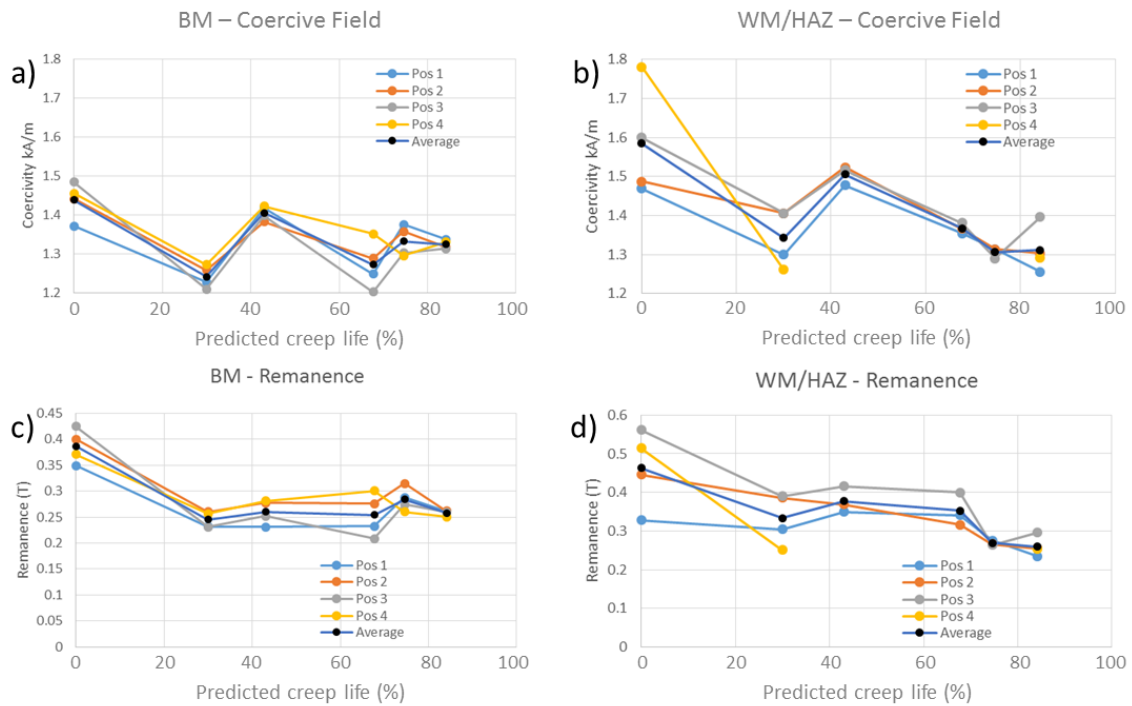 BM – Coercive Field
a)
Coercivity kA/m
1.8
1.7
1.6
1.5
1.4
1.3
1.2
0
20
40
60
80
100
Predicted creep life (%)
Pos 1
Pos 2
Pos 3
Pos 4
Average
WM/HAZ – Coercive Field
b)
Coercivity kA/m
1.8
1.7
1.6
1.5
1.4
1.3
1.2
0
20
40
60
80
100
Predicted creep life (%)
Pos 1
Pos 2
Pos 3
Pos 4
Average
BM - Remanence
c)
Remanence (T)
0.45
0.4
0.35
0.3
0.25
0.2
0.15
0.1
0.05
0
0
20
40
60
80
100
Predicted creep life (%)
Pos 1
Pos 2
Pos 3
Pos 4
Average
WM/HAZ - Remanence
d)
Remanence (T)
0.6
0.5
0.4
0.3
0.2
0.1
0
0
20
40
60
80
100
Predicted creep life (%)
Pos 1
Pos 2
Pos 3
Pos 4
Average